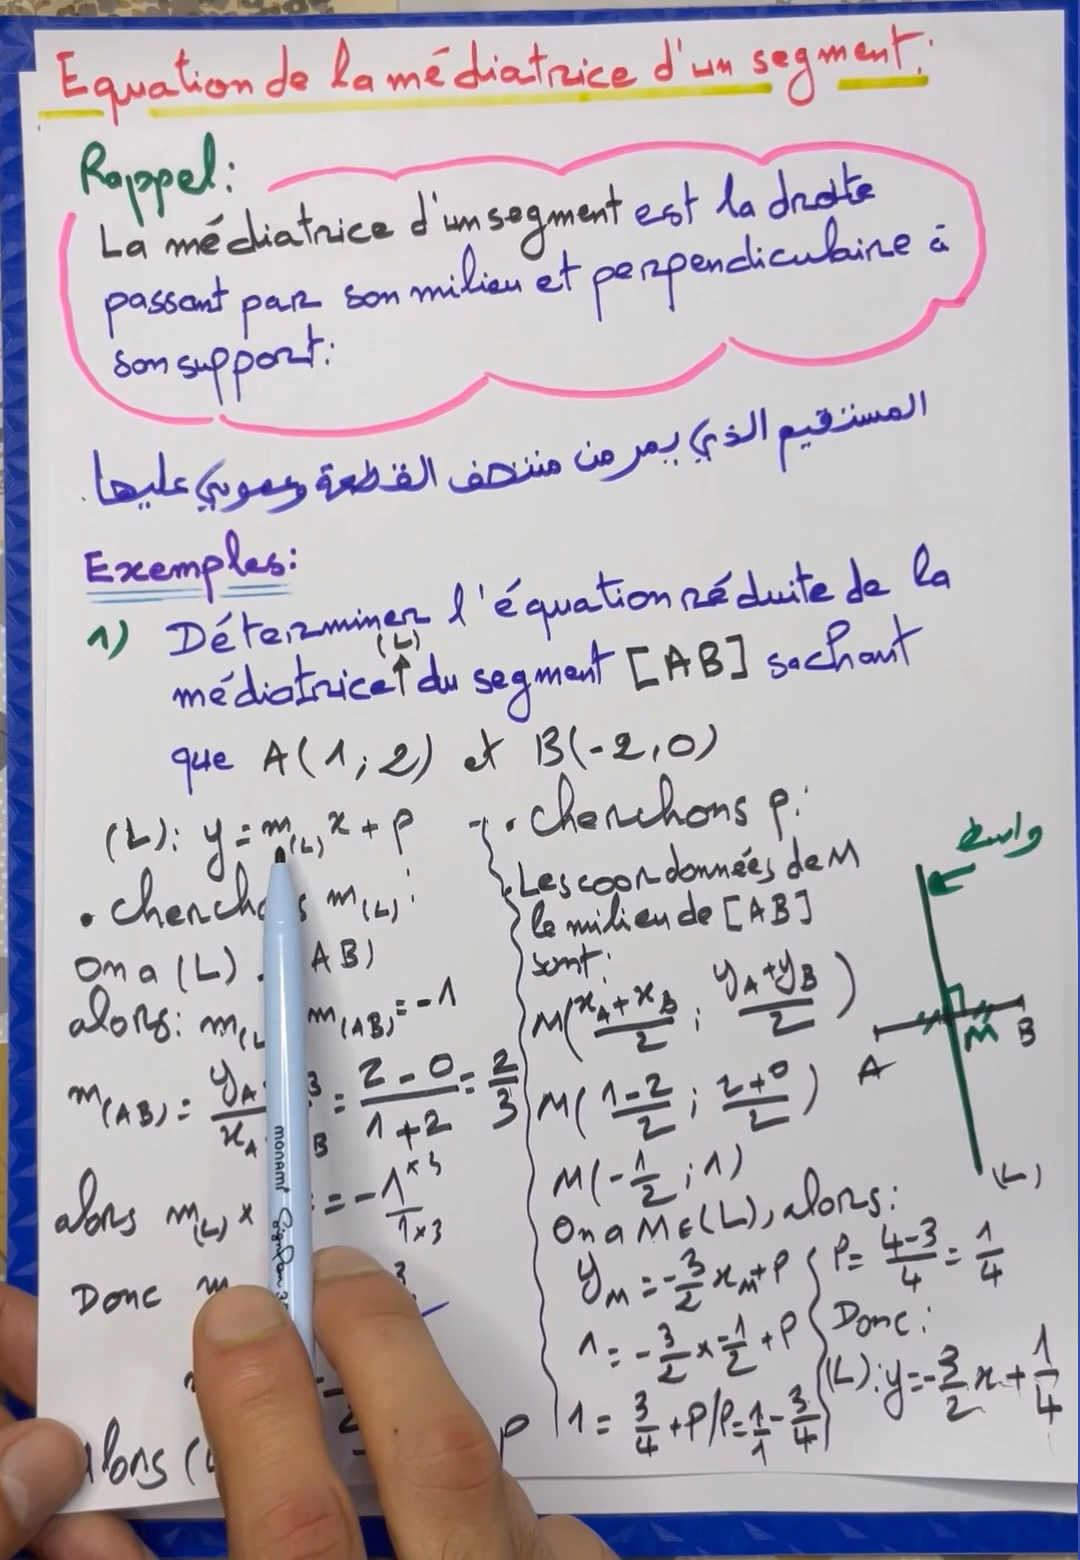 Equation de la médiatrice d'un segment:
Rappel:
La médiatrice d'un segment est la droite
passant par son milieu et perpendiculaire à
son support:
المستقيم الذي يمر من منتصف القطعة وعمودي عليها.
Exemples:
1) Déterminer l'équation réduite de la
(L)
médiatrice↑ du segment [AB] sachant
que A(1; 2) et B(-2,0)
(L): y = m(L) x + p
• cherch s m(L):
On a (L) AB)
alors: m(L m(AB) = -1
m(AB) = yA B / xA B = 2 - 0 / 1 + 2 = 2/3
alors m(L) × = -1×3 / 1×3
Donc m
alors ( p
• cherchons p:
Les coordonnées de M
le milieu de [AB]
sont:
M(xA + xB / 2 ; yA + yB / 2)
M(1-2 / 2 ; 2+0 / 2)
M(-1/2 ; 1)
On a M ∈ (L), alors:
yM = -3/2 xM + p
1 = -3/2 × -1/2 + p
1 = 3/4 + p / p = 1/1 - 3/4
p = 4-3 / 4 = 1/4
Donc:
(L): y = -3/2 x + 1/4
واسط
A M B
(L)
monami